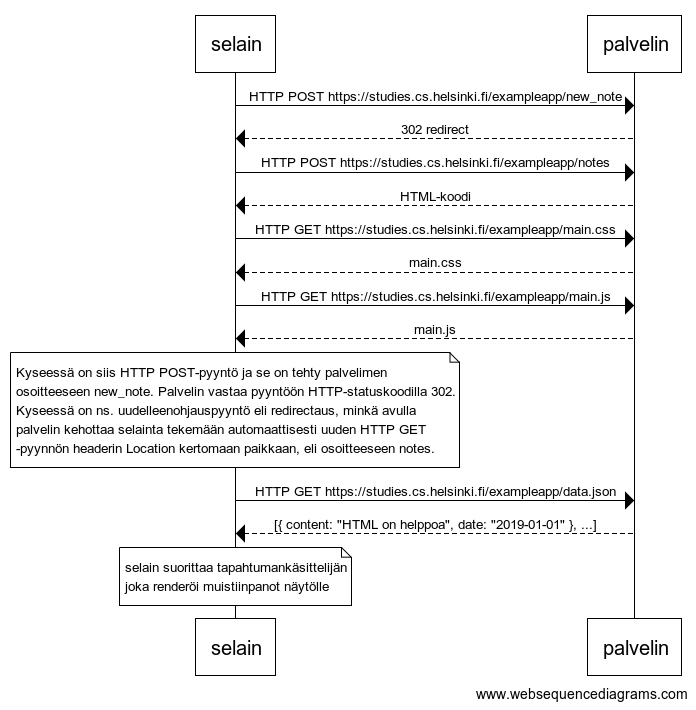 selain palvelin
HTTP POST https://studies.cs.helsinki.fi/exampleapp/new_note
302 redirect
HTTP POST https://studies.cs.helsinki.fi/exampleapp/notes
HTML-koodi
HTTP GET https://studies.cs.helsinki.fi/exampleapp/main.css
main.css
HTTP GET https://studies.cs.helsinki.fi/exampleapp/main.js
main.js
Kyseessä on siis HTTP POST-pyyntö ja se on tehty palvelimen
osoitteeseen new_note. Palvelin vastaa pyyntöön HTTP-statuskoodilla 302.
Kyseessä on ns. uudelleenohjauspyyntö eli redirectaus, minkä avulla
palvelin kehottaa selainta tekemään automaattisesti uuden HTTP GET
-pyynnön headerin Location kertomaan paikkaan, eli osoitteeseen notes.
HTTP GET https://studies.cs.helsinki.fi/exampleapp/data.json
[{ content: "HTML on helppoa", date: "2019-01-01" }, ...]
selain suorittaa tapahtumankäsittelijän
joka renderöi muistiinpanot näytölle
selain palvelin
www.websequencediagrams.com